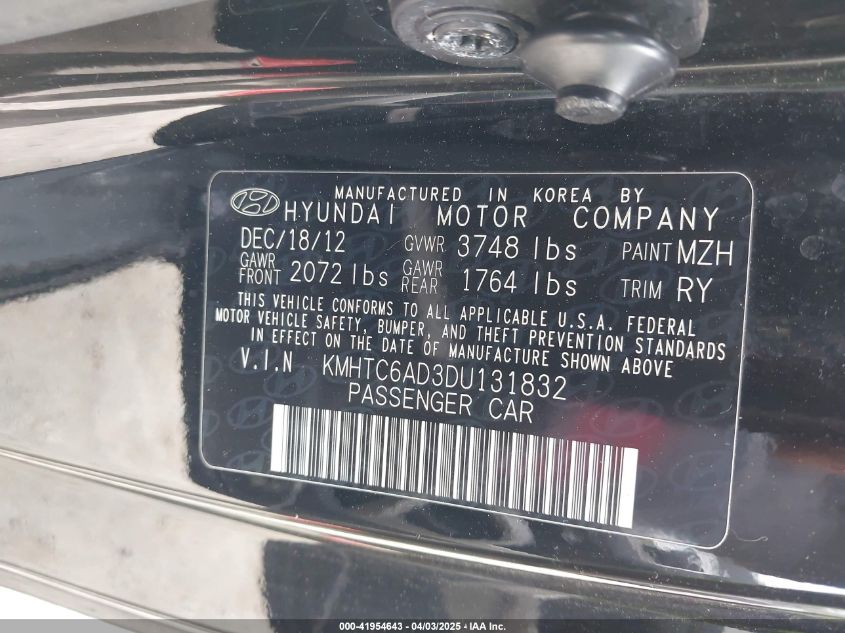 MANUFACTURED IN KOREA BY
HYUNDAI MOTOR COMPANY
DEC/18/12 GVWR 3748 lbs PAINT MZH
GAWR FRONT 2072 lbs GAWR REAR 1764 lbs TRIM RY
THIS VEHICLE CONFORMS TO ALL APPLICABLE U.S.A. FEDERAL
MOTOR VEHICLE SAFETY, BUMPER, AND THEFT PREVENTION STANDARDS
IN EFFECT ON THE DATE OF MANUFACTURE SHOWN ABOVE
V.I.N KMHTC6AD3DU131832
PASSENGER CAR
000-41954643 - 04/03/2025 - IAA Inc.